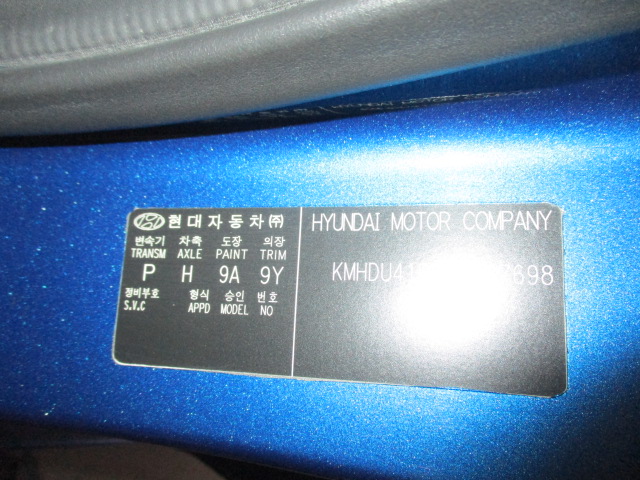 현대자동차㈜
변속기 차축 도장 의장
TRANSM AXLE PAINT TRIM
P H 9A 9Y
정비부호 형식 승인 번호
S.V.C APPD MODEL NO
HYUNDAI MOTOR COMPANY